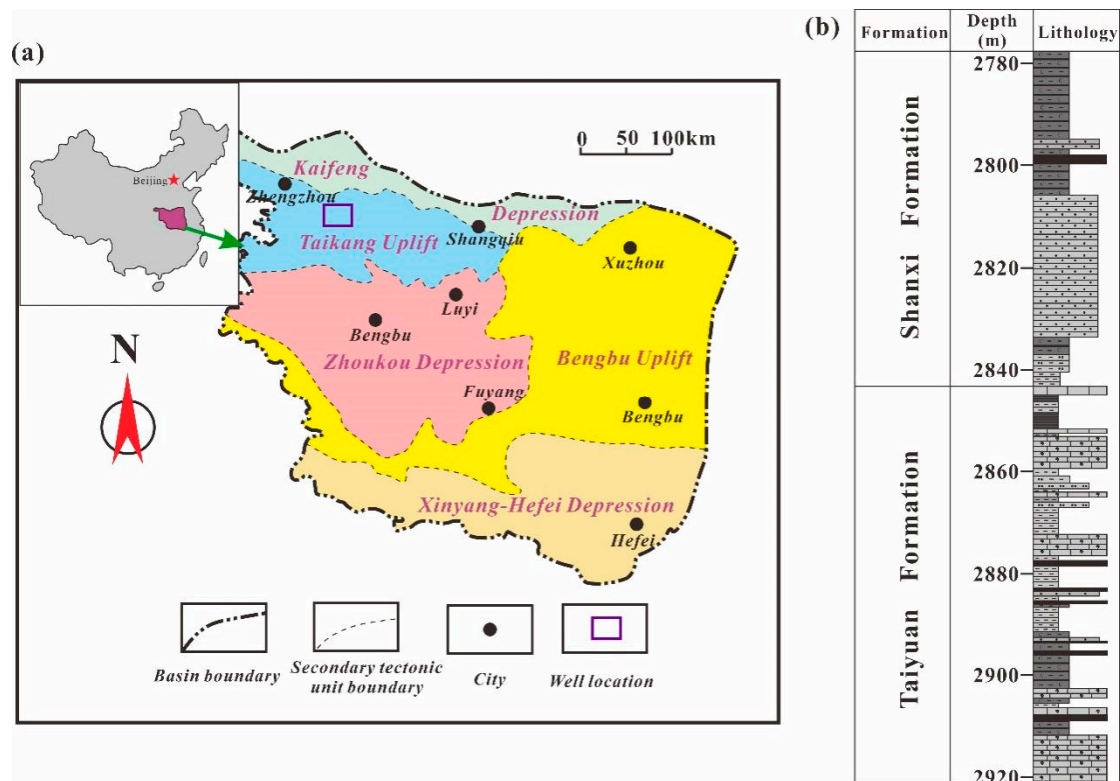 (a)
Beijing
0 50 100km
Kaifeng
Zhengzhou
Depression
Taikang Uplift
Shangqiu
Xuzhou
Luyi
Bengbu
Zhoukou Depression
Bengbu Uplift
Fuyang
Bengbu
N
Xinyang-Hefei Depression
Hefei
Basin boundary
Secondary tectonic
unit boundary
City
Well location
(b)
Formation
Depth
(m)
Lithology
Shanxi Formation
Taiyuan Formation
2780
2800
2820
2840
2860
2880
2900
2920